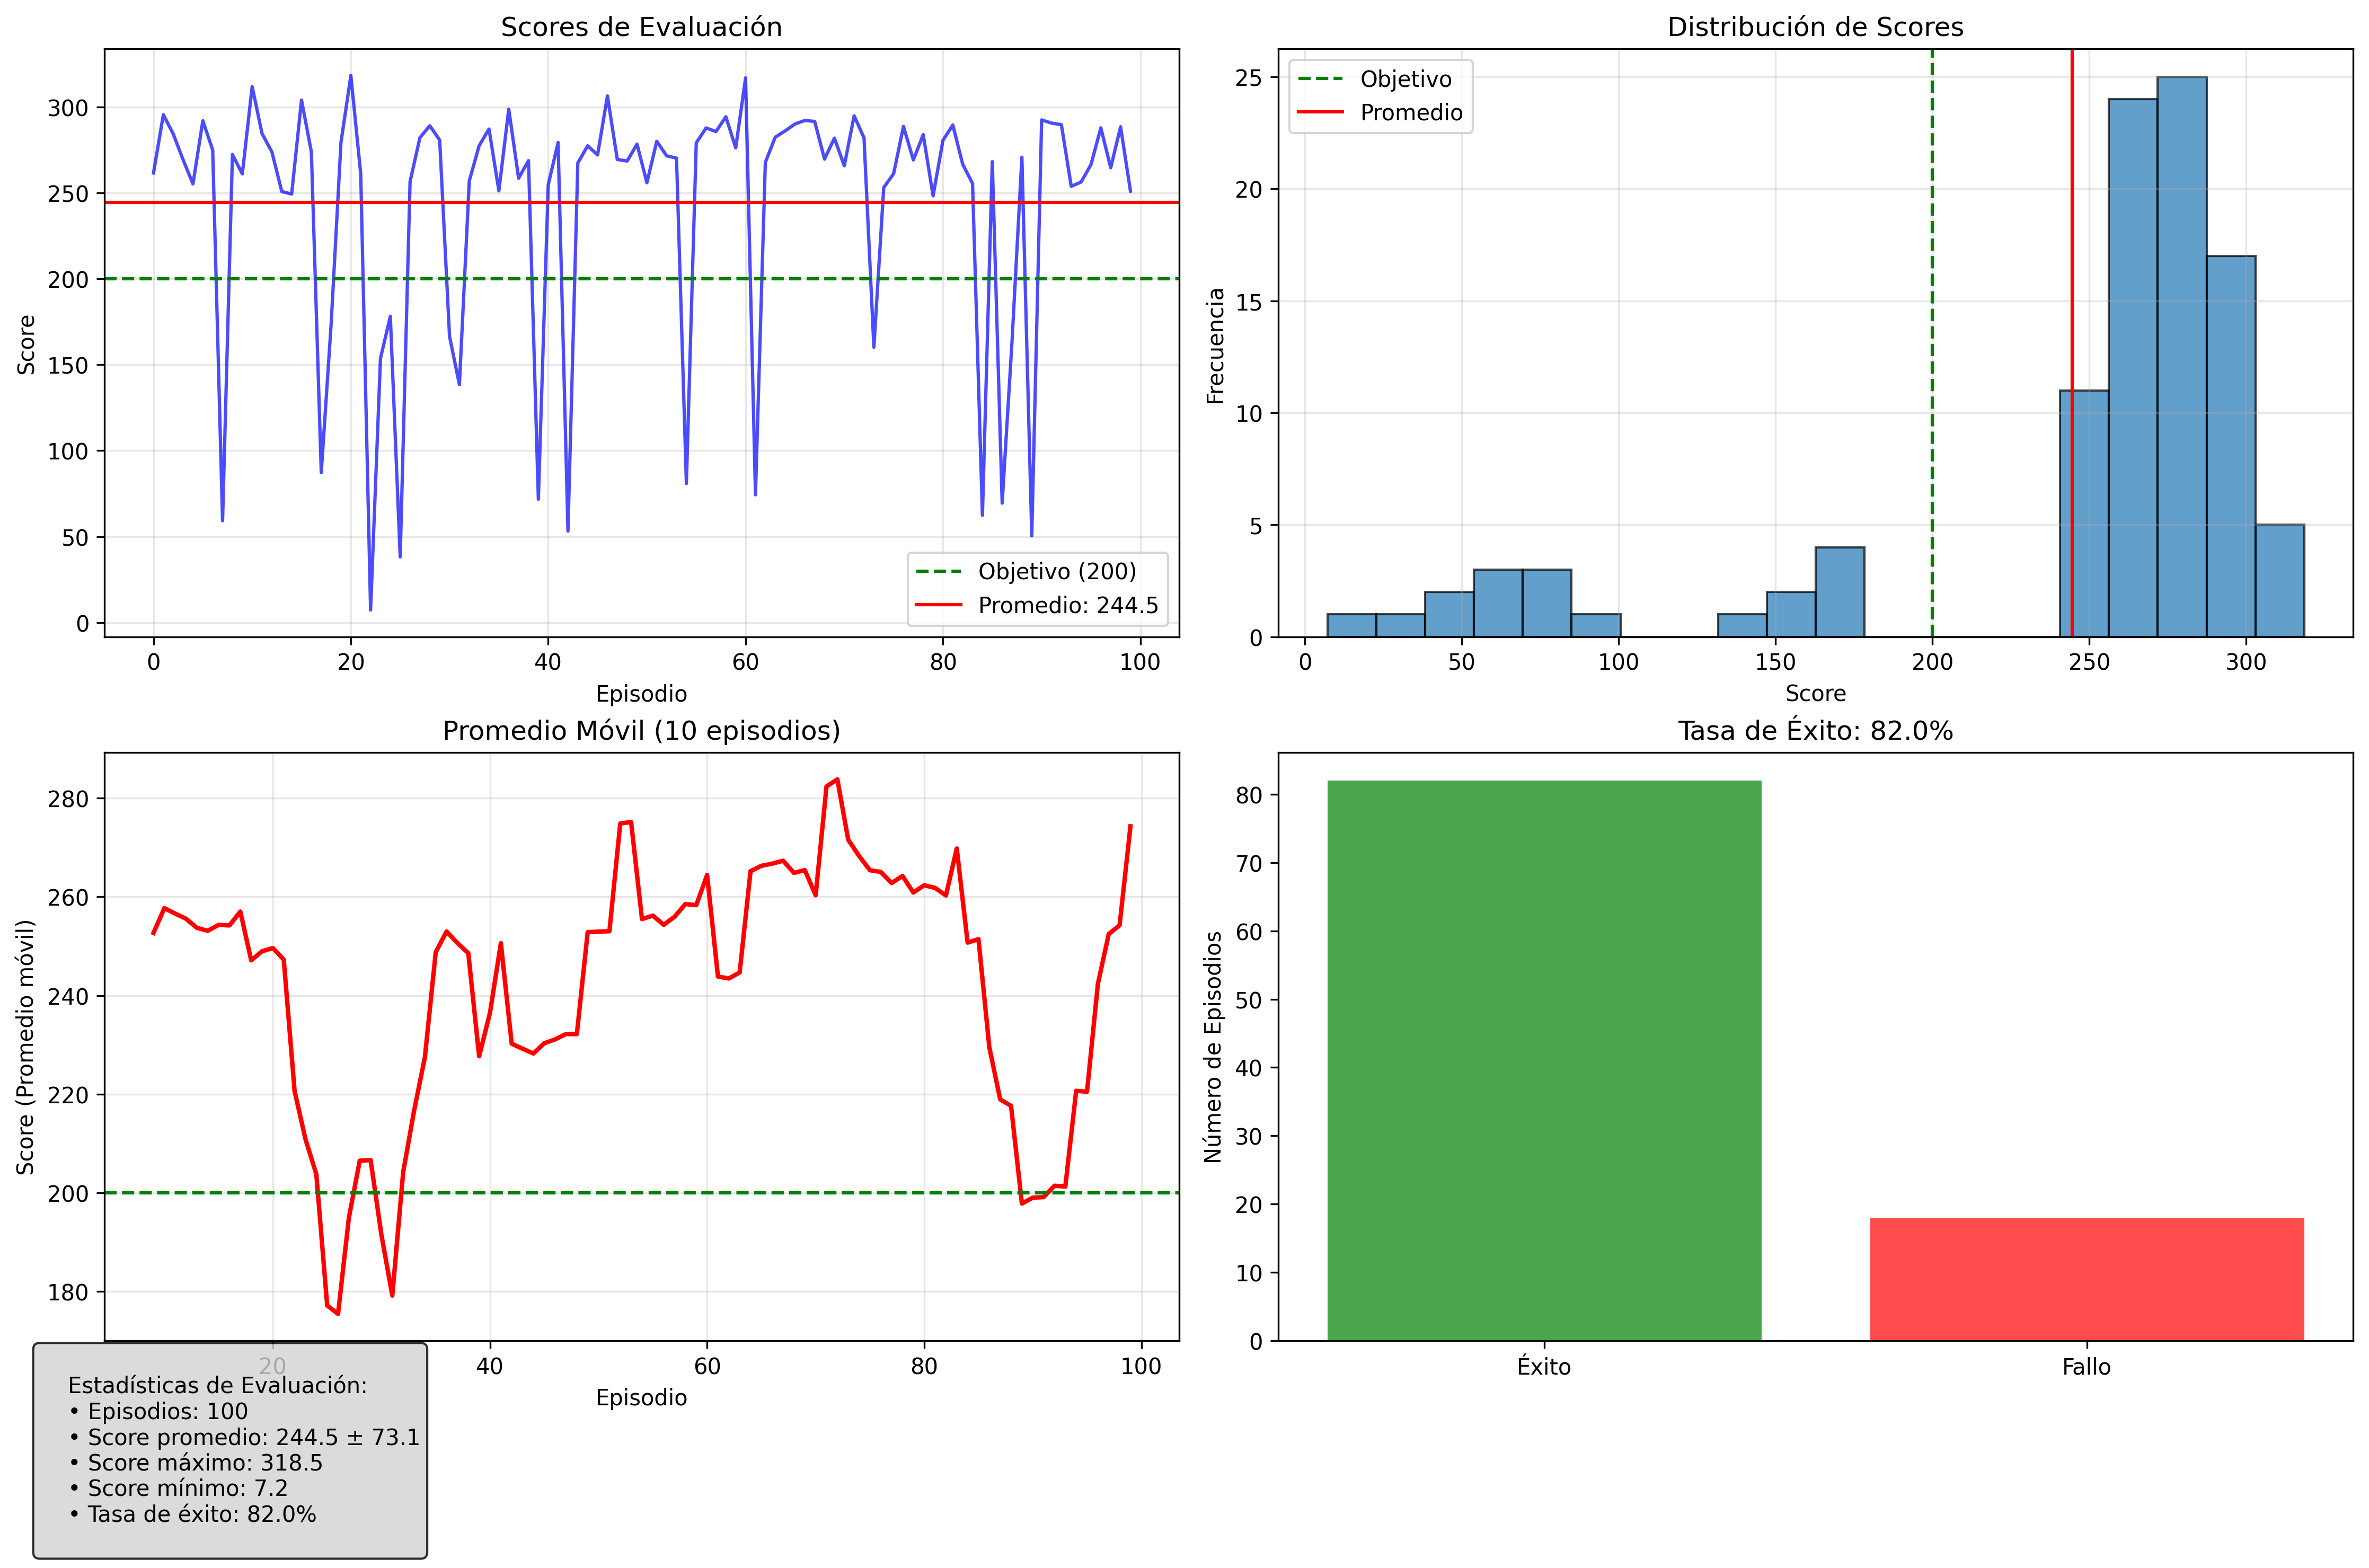 Scores de Evaluación
Score
300
250
200
150
100
50
0
Objetivo (200)
Promedio: 244.5
0 20 40 60 80 100
Episodio
Distribución de Scores
Objetivo
Promedio
Frecuencia
25
20
15
10
5
0
0 50 100 150 200 250 300
Score
Promedio Móvil (10 episodios)
Score (Promedio móvil)
280
260
240
220
200
180
20 40 60 80 100
Episodio
Tasa de Éxito: 82.0%
Número de Episodios
80
70
60
50
40
30
20
10
0
Éxito Fallo
Estadísticas de Evaluación:
• Episodios: 100
• Score promedio: 244.5 ± 73.1
• Score máximo: 318.5
• Score mínimo: 7.2
• Tasa de éxito: 82.0%